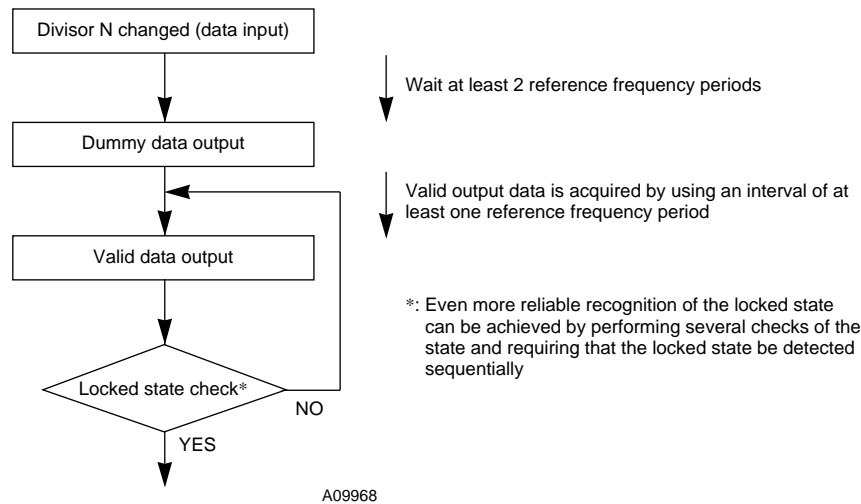 Divisor N changed (data input)
Wait at least 2 reference frequency periods
Dummy data output
Valid output data is acquired by using an interval of at
least one reference frequency period
Valid data output
*: Even more reliable recognition of the locked state
can be achieved by performing several checks of the
state and requiring that the locked state be detected
sequentially
Locked state check*
NO
YES
A09968